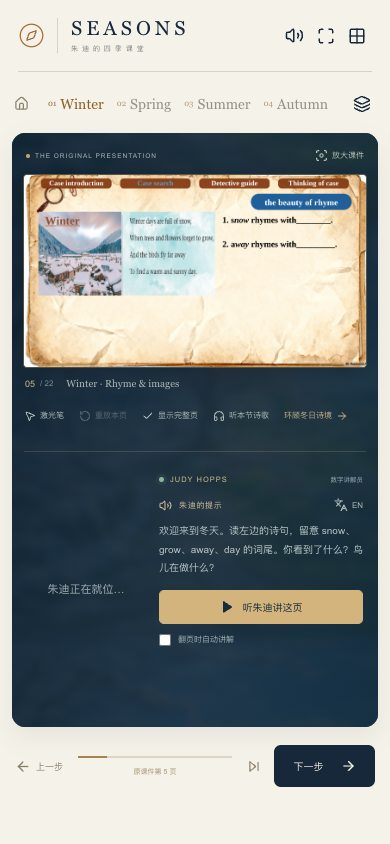 SEASONS
朱迪的四季课堂
01 Winter 02 Spring 03 Summer 04 Autumn
THE ORIGINAL PRESENTATION
放大课件
Case introduction Case search Detective guide Thinking of case
the beauty of rhyme
Winter
Winter days are full of snow,
When trees and flowers forget to grow,
And the birds fly far away
To find a warm and sunny day.
1. snow rhymes with________.
2. away rhymes with________.
05 / 22 Winter · Rhyme & images
激光笔 重放本页 显示完整页 听本节诗歌 环顾冬日诗境
JUDY HOPPS
数字讲解员
朱迪的提示
EN
欢迎来到冬天。读左边的诗句，留意 snow、
grow、away、day 的词尾。你看到了什么？鸟
儿在做什么？
朱迪正在就位...
听朱迪讲这页
翻页时自动讲解
上一步
原课件第 5 页
下一步